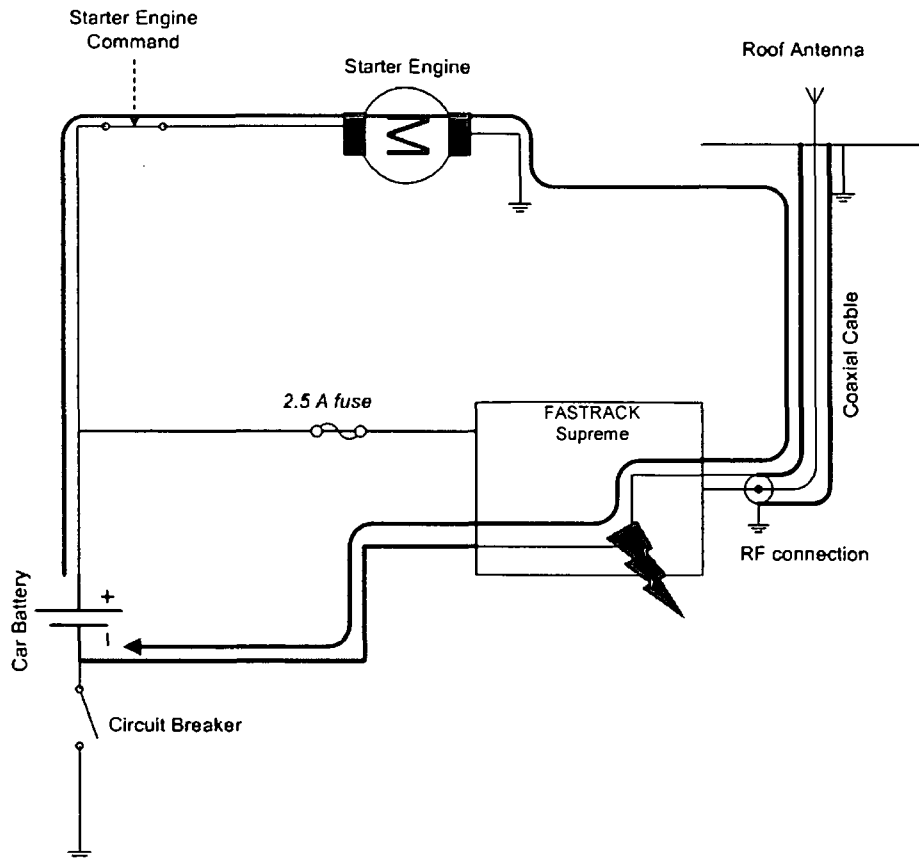 Starter Engine
Command
Starter Engine
Roof Antenna
M
2.5 A fuse
FASTRACK
Supreme
Coaxial Cable
RF connection
Car Battery
+
-
Circuit Breaker